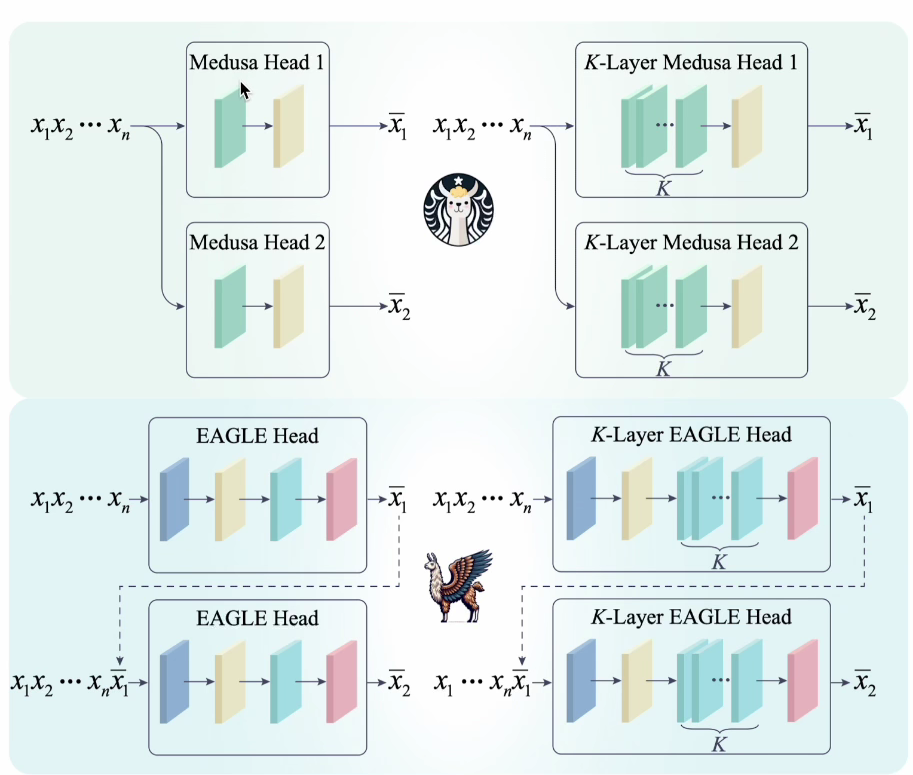 Medusa Head 1
x₁x₂ ··· xₙ
x̅₁
Medusa Head 2
x̅₂
K-Layer Medusa Head 1
x₁x₂ ··· xₙ
···
K
x̅₁
K-Layer Medusa Head 2
···
K
x̅₂
EAGLE Head
x₁x₂ ··· xₙ
x̅₁
EAGLE Head
x₁x₂ ··· xₙx̅₁
x̅₂
K-Layer EAGLE Head
x₁x₂ ··· xₙ
···
K
x̅₁
K-Layer EAGLE Head
x₁ ··· xₙx̅₁
···
K
x̅₂